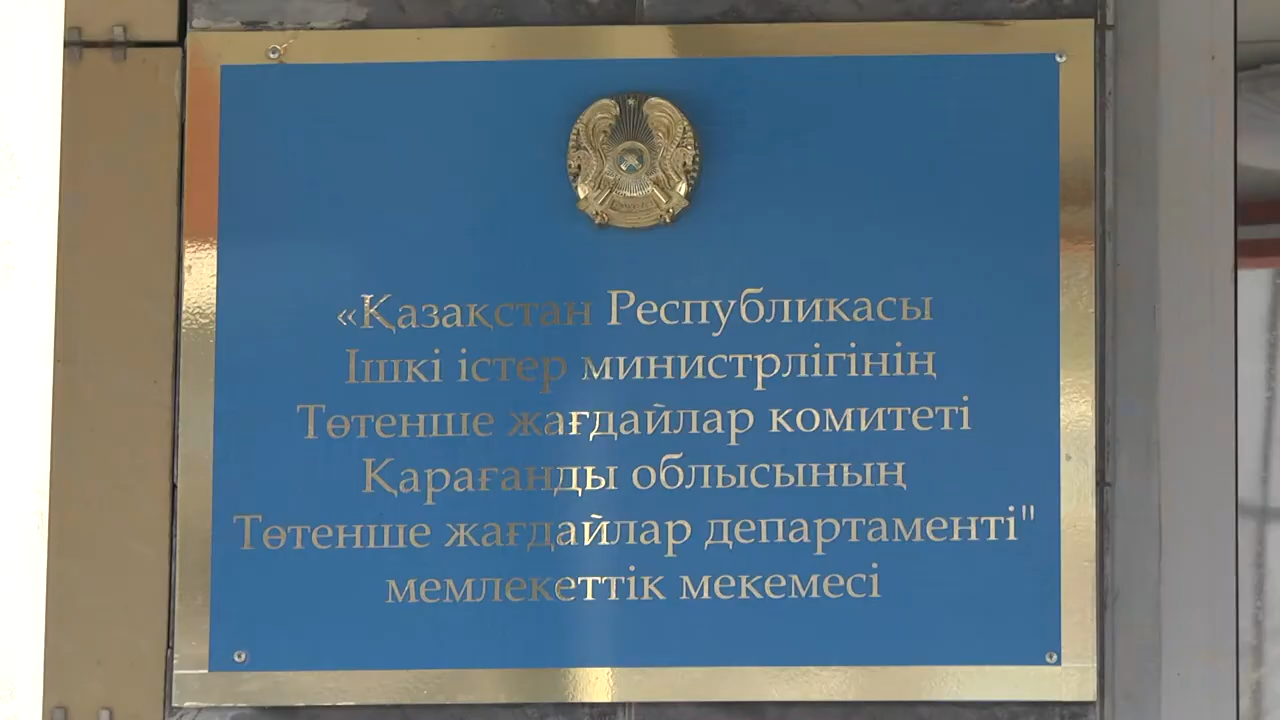 «Қазақстан Республикасы
Ішкі істер министрлігінің
Төтенше жағдайлар комитеті
Қарағанды облысының
Төтенше жағдайлар департаменті"
мемлекеттік мекемесі